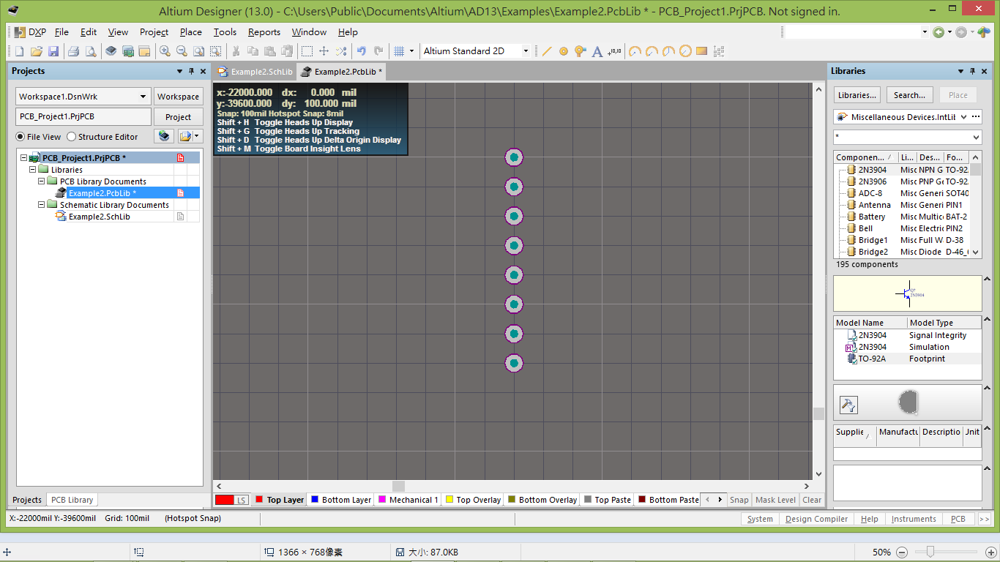 Altium Designer (13.0) - C:\Users\Public\Documents\Altium\AD13\Examples\Example2.PcbLib * - PCB_Project1.PrjPCB. Not signed in.
DXP File Edit View Project Place Tools Reports Window Help
Altium Standard 2D
Projects
Example2.SchLib
Example2.PcbLib *
Libraries
Workspace1.DsnWrk
Workspace
PCB_Project1.PrjPCB
Project
File View
Structure Editor
PCB_Project1.PrjPCB *
Libraries
PCB Library Documents
Example2.PcbLib *
Schematic Library Documents
Example2.SchLib
Projects
PCB Library
x:-22000.000 dx: 0.000 mil
y:-39600.000 dy: 100.000 mil
Snap: 100mil Hotspot Snap: 8mil
Shift + H Toggle Heads Up Display
Shift + G Toggle Heads Up Tracking
Shift + D Toggle Heads Up Delta Origin Display
Shift + M Toggle Board Insight Lens
LS
Top Layer
Bottom Layer
Mechanical 1
Top Overlay
Bottom Overlay
Top Paste
Bottom Paste
Snap
Mask Level
Clear
Libraries...
Search...
Place
Miscellaneous Devices.IntLib
*
Componen... Li... Des... Fo...
2N3904 Misc NPN G TO-92A
2N3906 Misc PNP Ge TO-92A
ADC-8 Misc Generi SOT40
Antenna Misc Generi PIN1
Battery Misc Multice BAT-2
Bell Misc Electric PIN2
Bridge1 Misc Full W D-38
Bridge2 Misc Diode D-46_6
195 components
Q?
2N3904
Model Name Model Type
2N3904 Signal Integrity
2N3904 Simulation
TO-92A Footprint
Supplie Manufactu Descriptio Unit
X:-22000mil Y:-39600mil Grid: 100mil (Hotspot Snap)
System
Design Compiler
Help
Instruments
PCB
>>
1366 × 768像素
大小: 87.0KB
50%